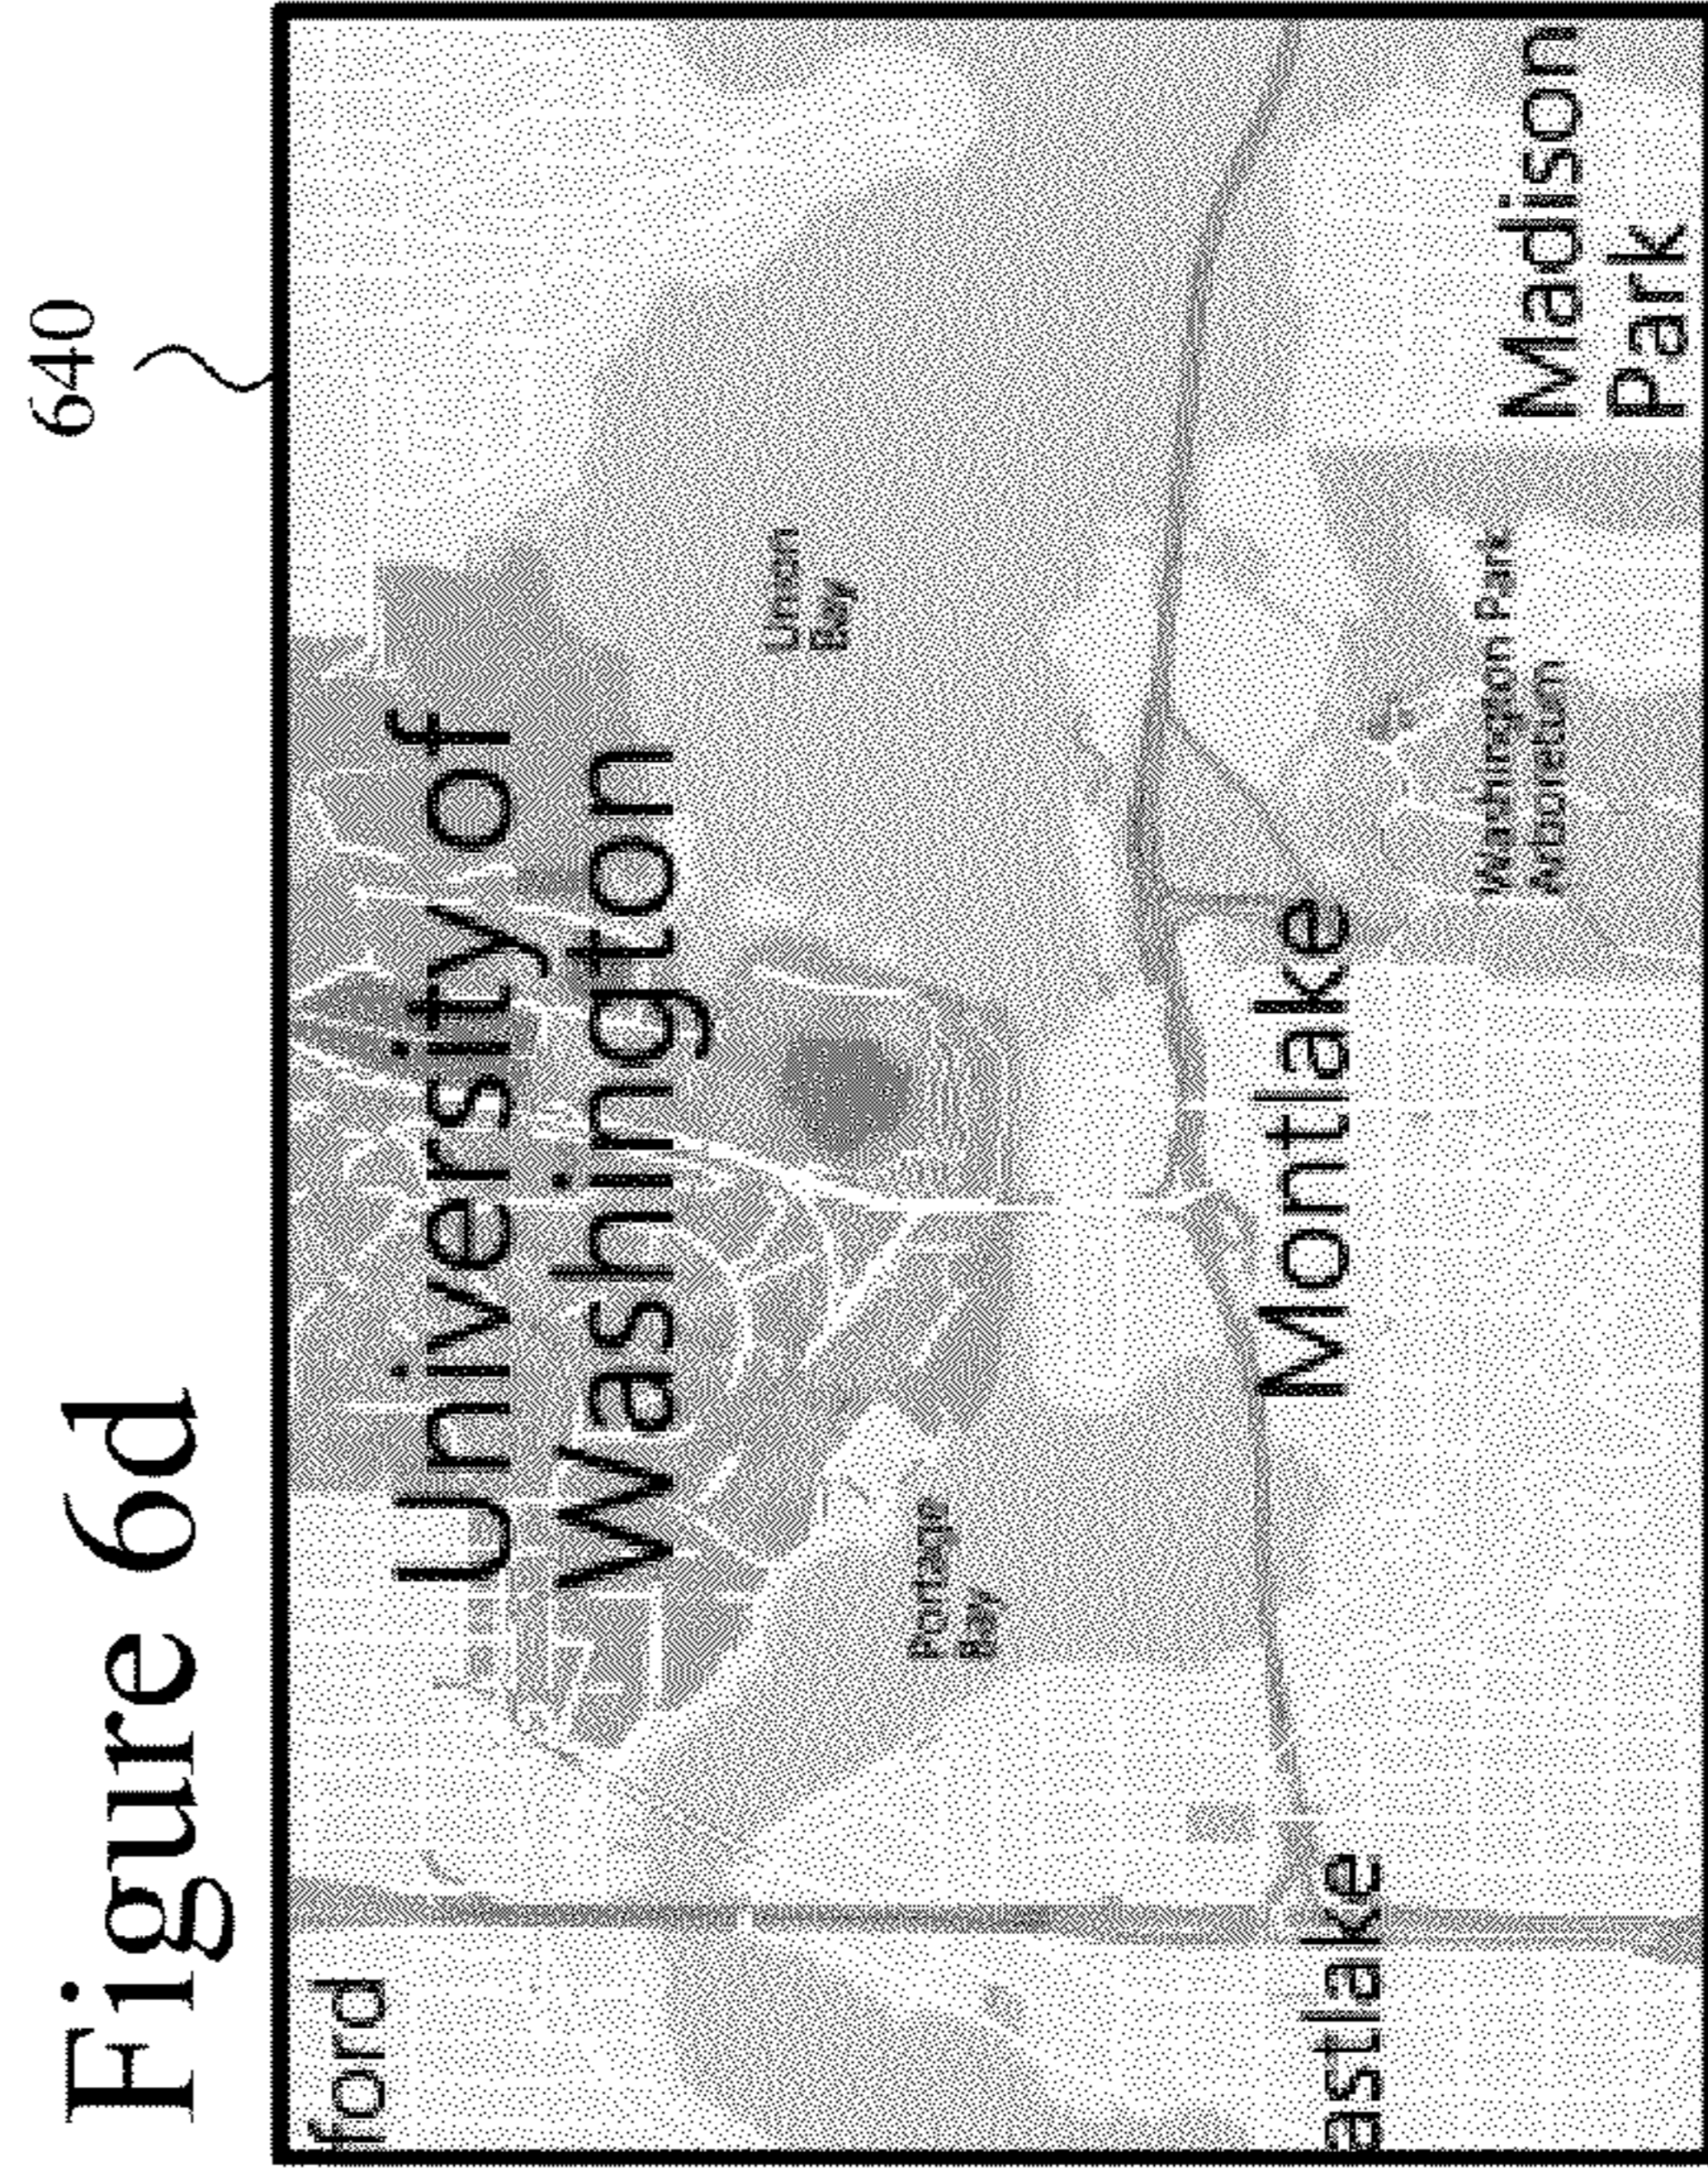 Figure 6d
640
ford
University of
Washington
Union
Bay
Portage
Bay
Montlake
astlake
Washington Park
Arboretum
Madison
Park